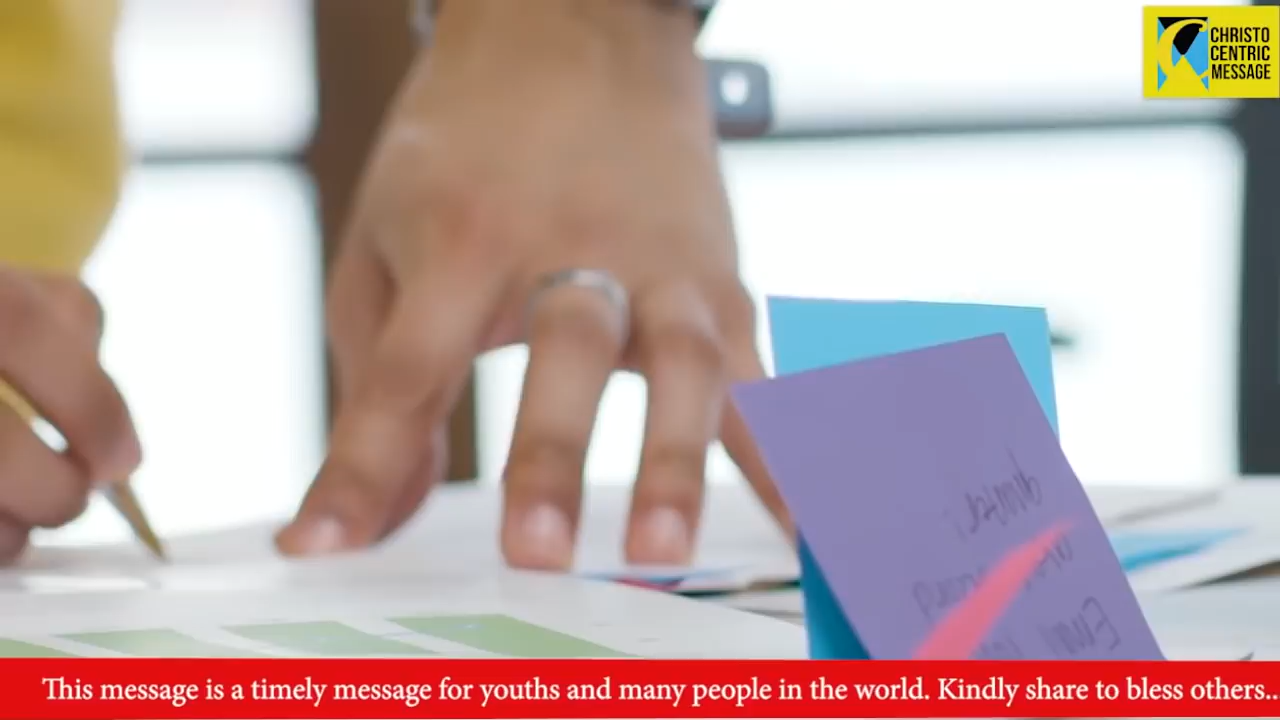 CHRISTO
CENTRIC
MESSAGE
This message is a timely message for youths and many people in the world. Kindly share to bless others..